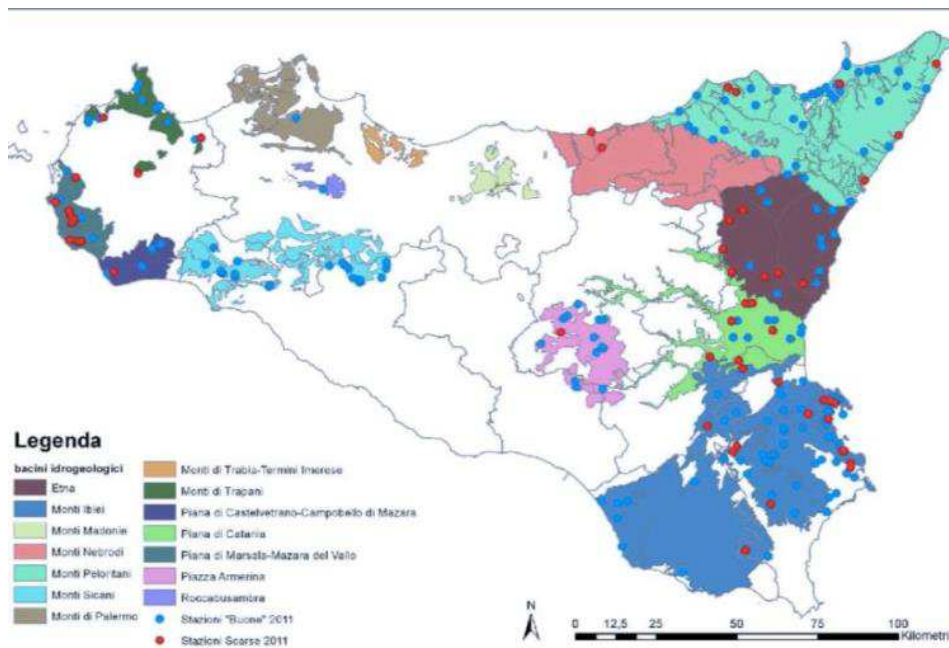 Legenda
bacini idrogeologici
Etna
Monti Iblei
Monti Madonie
Monti Nebrodi
Monti Peloritani
Monti Sicani
Monti di Palermo
Monti di Trabia-Termini Imerese
Monti di Trapani
Piana di Castelvetrano-Campobello di Mazara
Piana di Catania
Piana di Marsala-Mazara del Vallo
Piazza Armerina
Roccabusambra
Stazioni "Buone" 2011
Stazioni Scarse 2011
N
0 12,5 25 50 75 100
Kilometri